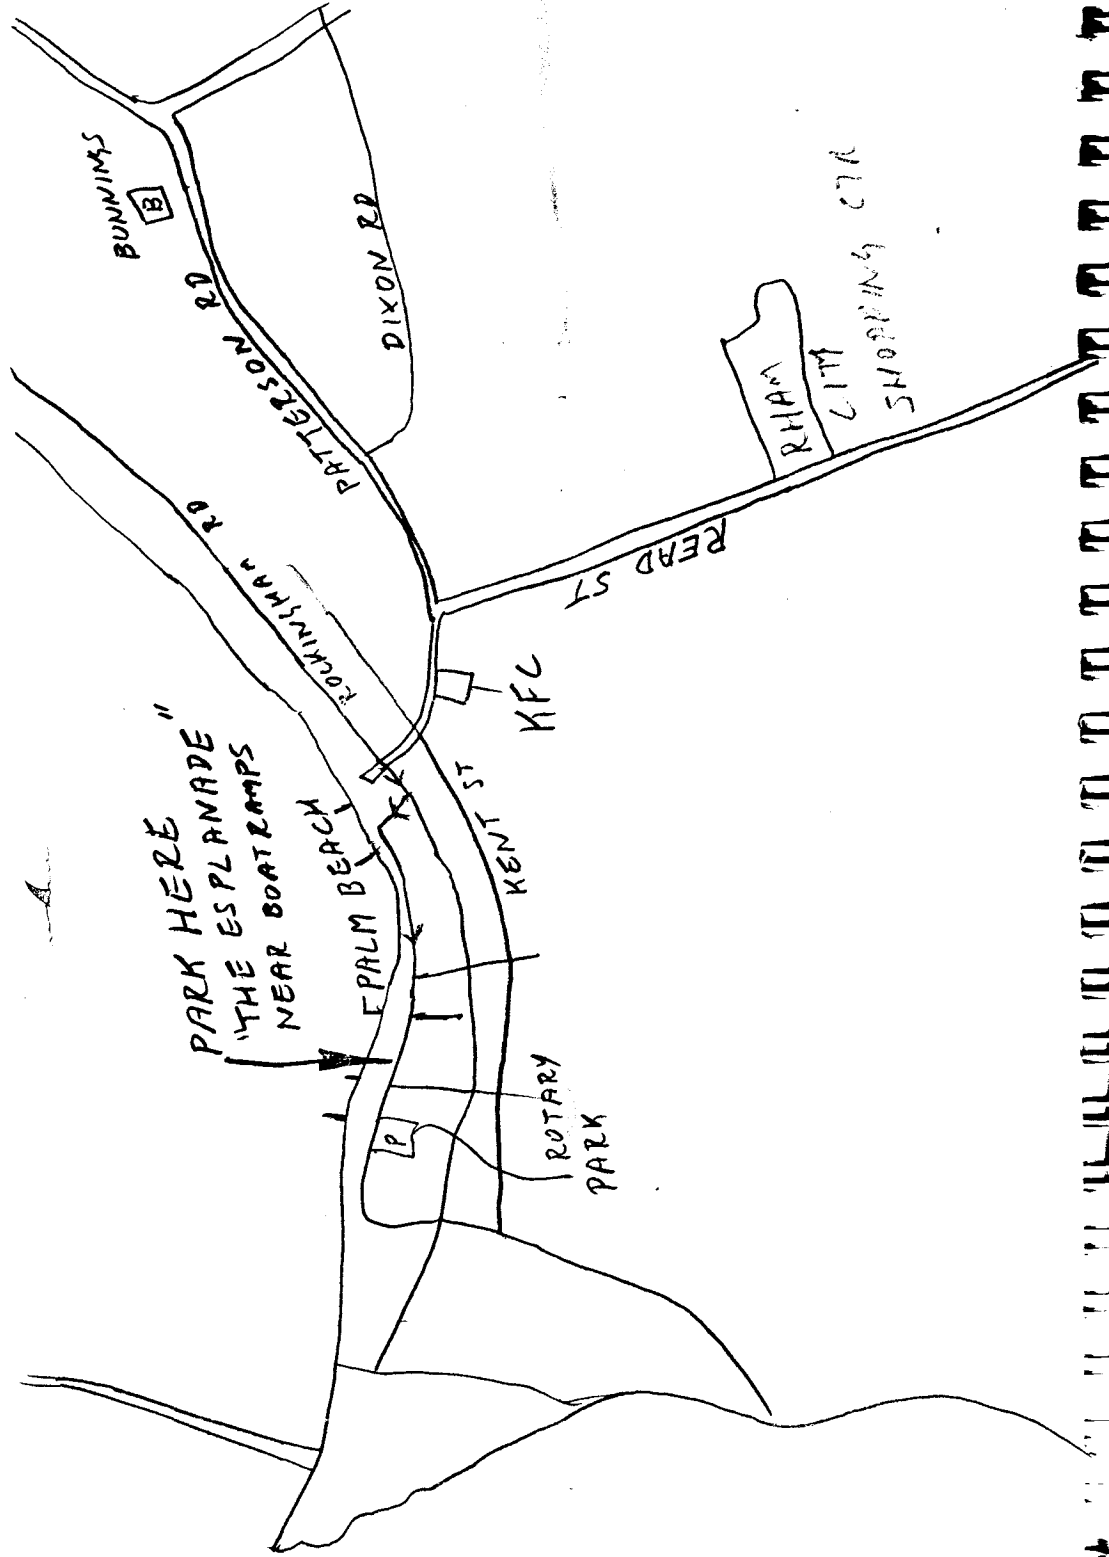 PARK HERE
"THE ESPLANADE"
NEAR BOATRAMPS
PALM BEACH
ROCKINGHAM RD
BUNNINGS
B
PATTERSON RD
DIXON RD
P
ROTARY
PARK
KENT ST
KFC
READ ST
RHAM
CITY
SHOPPING CTR